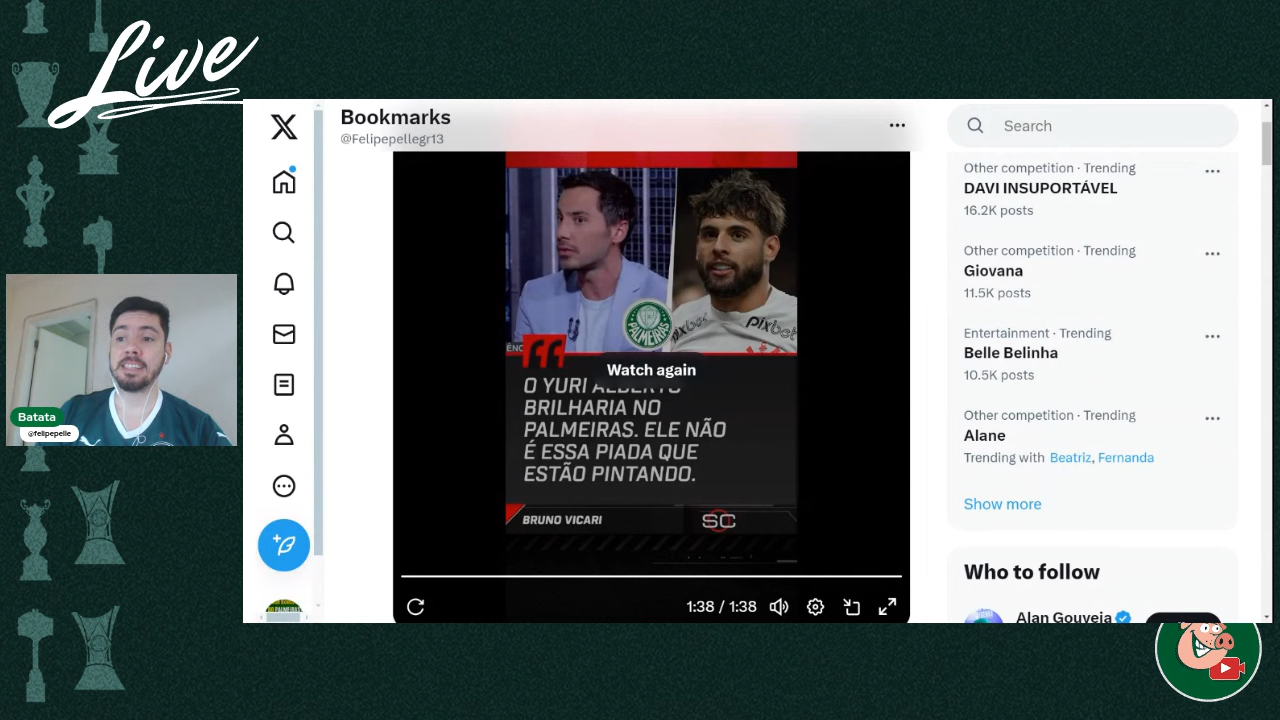 Live
Bookmarks
@Felipepellegr13
Search
Other competition · Trending
DAVI INSUPORTÁVEL
16.2K posts
Other competition · Trending
Giovana
11.5K posts
Entertainment · Trending
Belle Belinha
10.5K posts
Other competition · Trending
Alane
Trending with Beatriz, Fernanda
Show more
Who to follow
Alan Gouveia
PALMEIRAS
pixbet
Watch again
O YURI ALBERTO
BRILHARIA NO
PALMEIRAS. ELE NÃO
É ESSA PIADA QUE
ESTÃO PINTANDO.
BRUNO VICARI
SC
1:38 / 1:38
Batata
@felipepelle